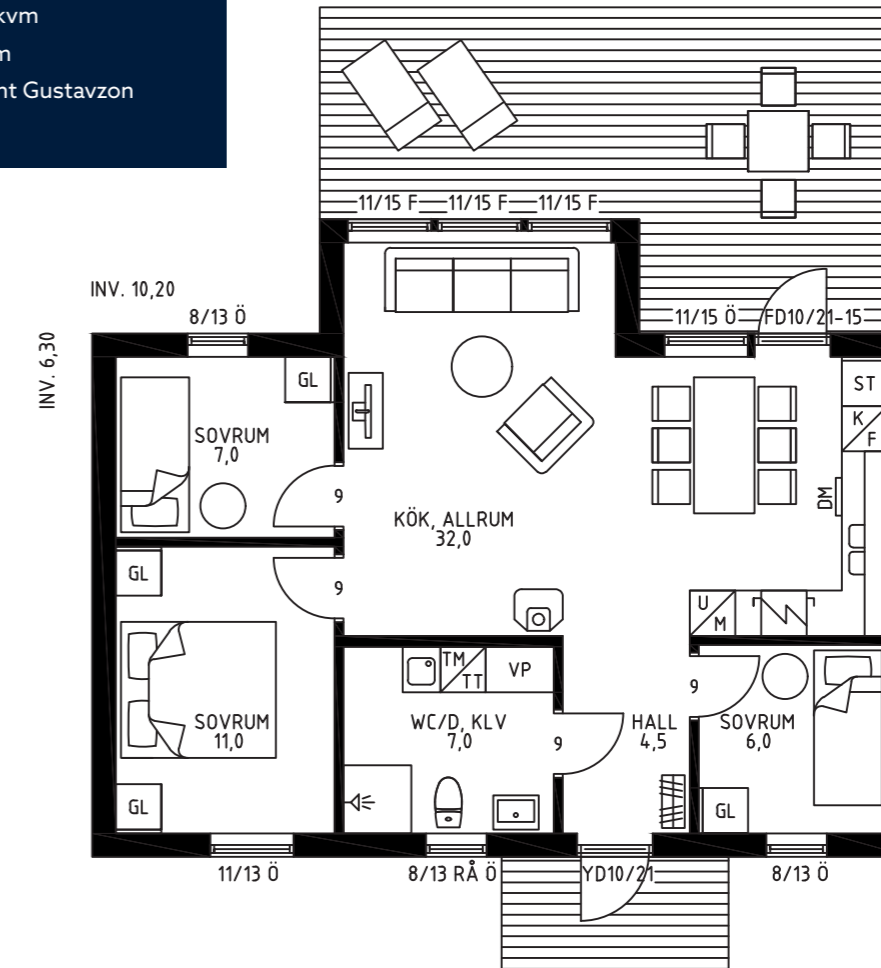 kvm
m
nt Gustavzon
11/15 F
11/15 F
11/15 F
INV. 10,20
8/13 Ö
11/15 Ö
FD10/21-15
INV. 6,30
GL
ST
K
F
SOVRUM
7,0
9
DM
KÖK, ALLRUM
32,0
GL
9
U
M
TM
TT
VP
9
SOVRUM
11,0
WC/D, KLV
7,0
9
HALL
4,5
SOVRUM
6,0
GL
GL
11/13 Ö
8/13 RÅ Ö
YD10/21
8/13 Ö